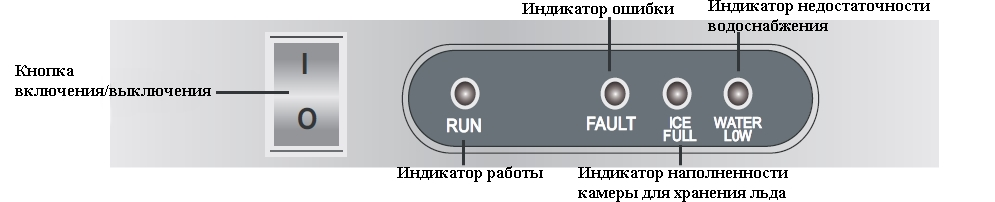 Индикатор ошибки
Индикатор недостаточности
водоснабжения
Кнопка
включения/выключения
I
O
RUN
FAULT
ICE
FULL
WATER
LOW
Индикатор работы
Индикатор наполненности
камеры для хранения льда